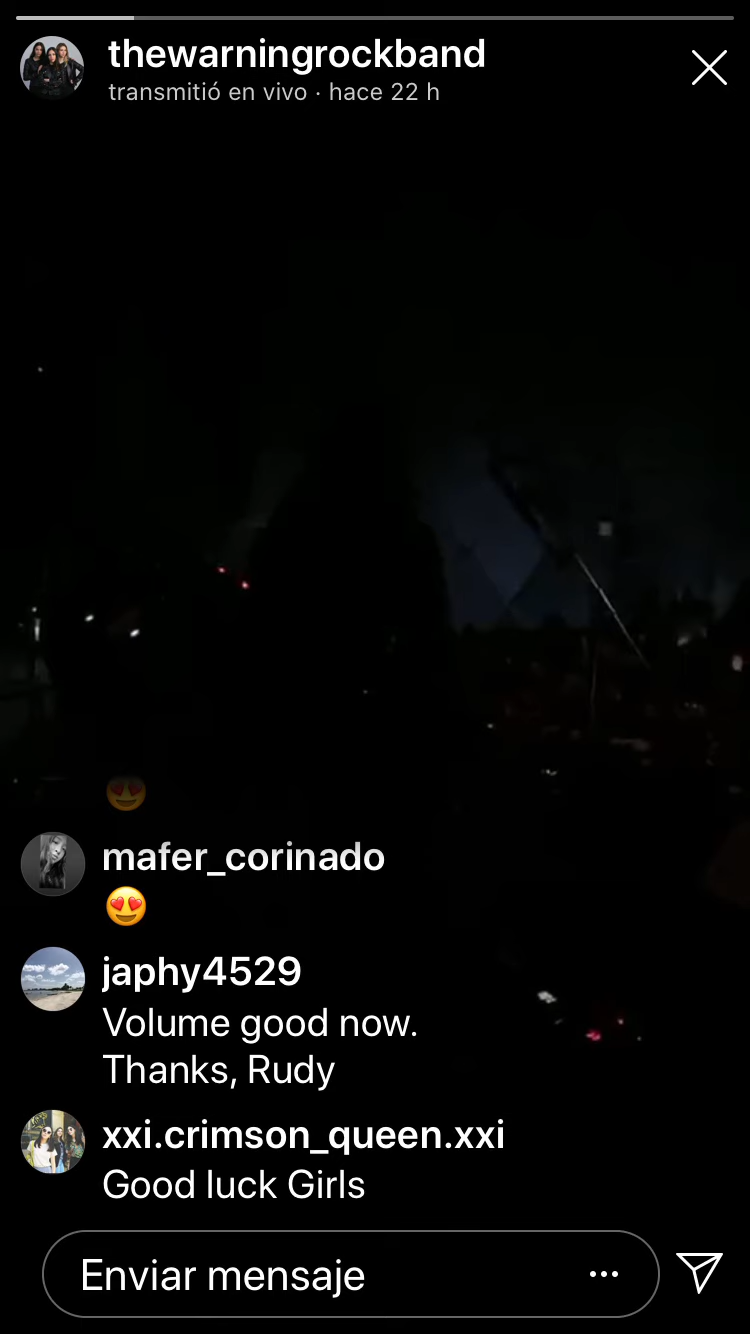 thewarningrockband
transmitió en vivo · hace 22 h
😍
mafer_corinado
😍
japhy4529
Volume good now.
Thanks, Rudy
xxi.crimson_queen.xxi
Good luck Girls
Enviar mensaje